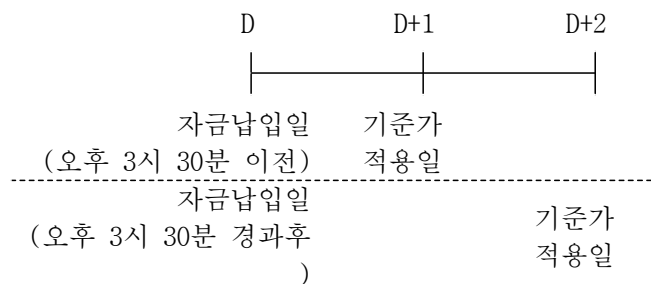 D D+1 D+2
자금납입일 기준가
(오후 3시 30분 이전) 적용일
자금납입일
(오후 3시 30분 경과후
)
기준가
적용일